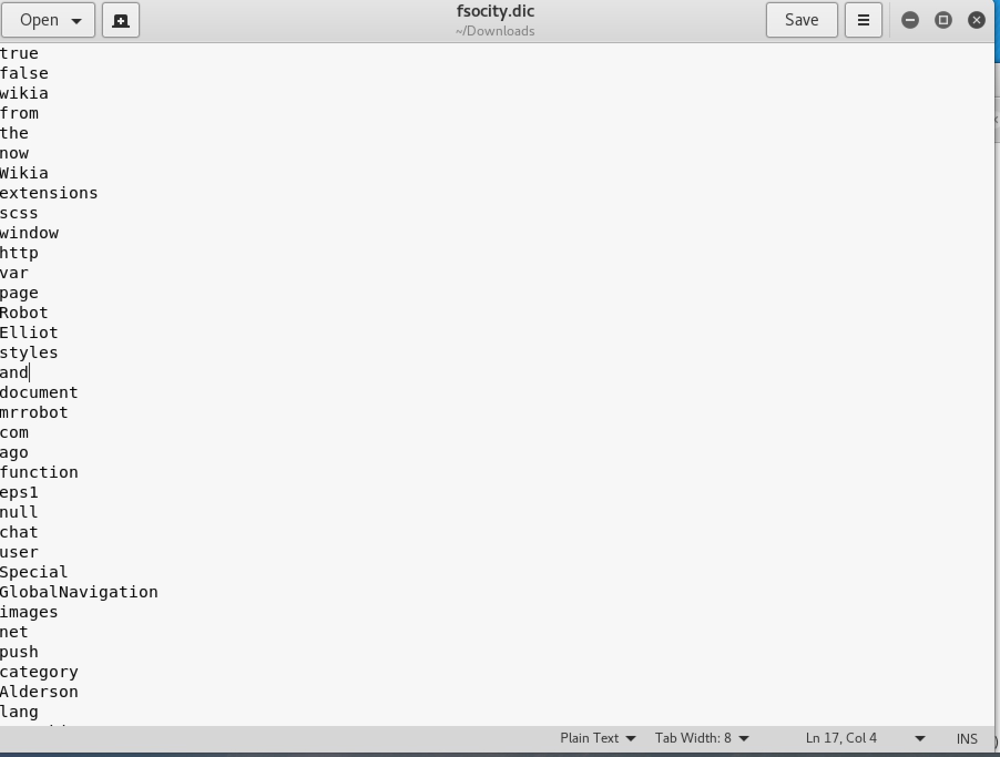 Open
fsocity.dic
~/Downloads
Save
true
false
wikia
from
the
now
Wikia
extensions
scss
window
http
var
page
Robot
Elliot
styles
and
document
mrrobot
com
ago
function
eps1
null
chat
user
Special
GlobalNavigation
images
net
push
category
Alderson
lang
Plain Text
Tab Width: 8
Ln 17, Col 4
INS